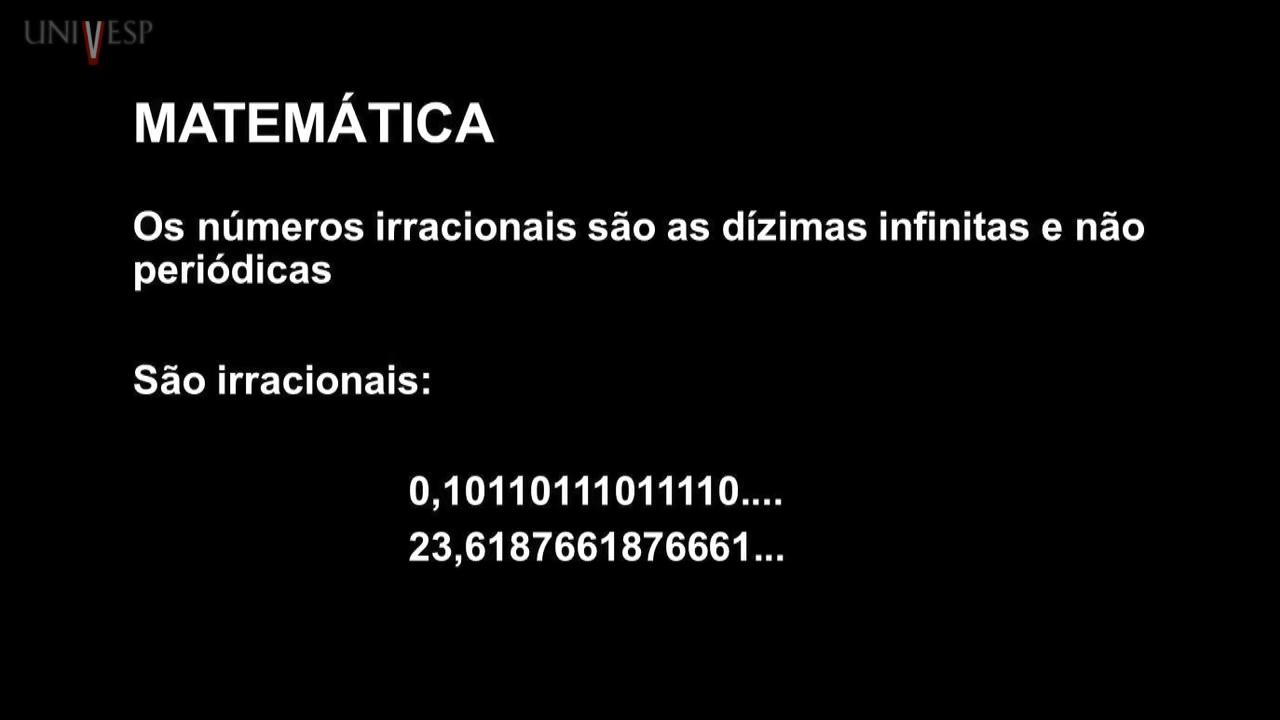 UNIVESP
MATEMÁTICA
Os números irracionais são as dízimas infinitas e não
periódicas
São irracionais:
0,10110111011110....
23,6187661876661...